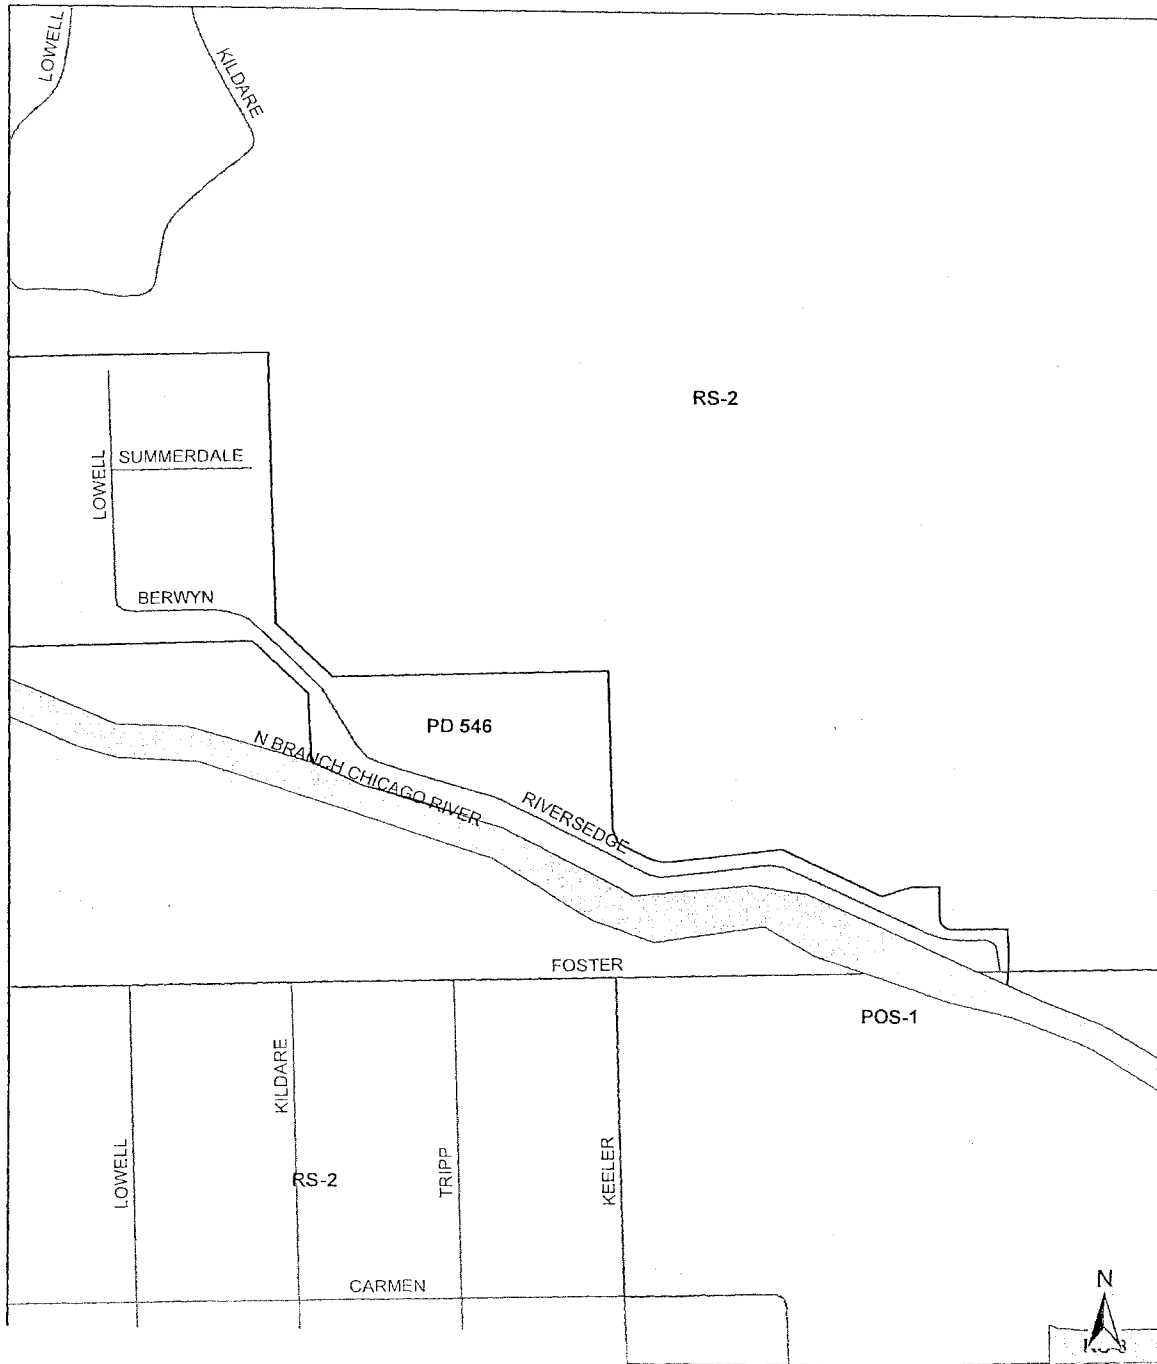 LOWELL
KILDARE
RS-2
LOWELL
SUMMERDALE
BERWYN
PD 546
N BRANCH CHICAGO RIVER
RIVERSEDGE
FOSTER
POS-1
KILDARE
LOWELL
RS-2
TRIPP
KEELER
CARMEN
N